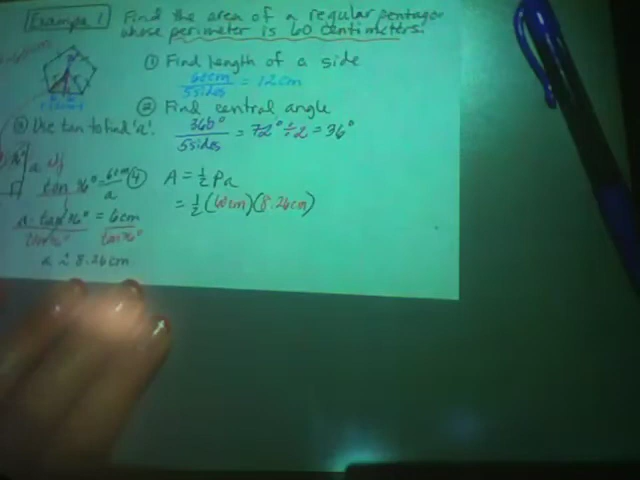 Example 1
Find the area of a regular pentagon
whose perimeter is 60 centimeters.
① Find length of a side
60cm
5 sides
= 12cm
② Find central angle
360°
5 sides
= 72° ÷ 2 = 36°
③ Use tan to find 'a'.
a
tan 36° = 6cm
a
a · tan 36° = 6cm
tan 36°
tan 36°
a ≈ 8.26cm
④ A = ½Pa
= ½(60cm)(8.26cm)